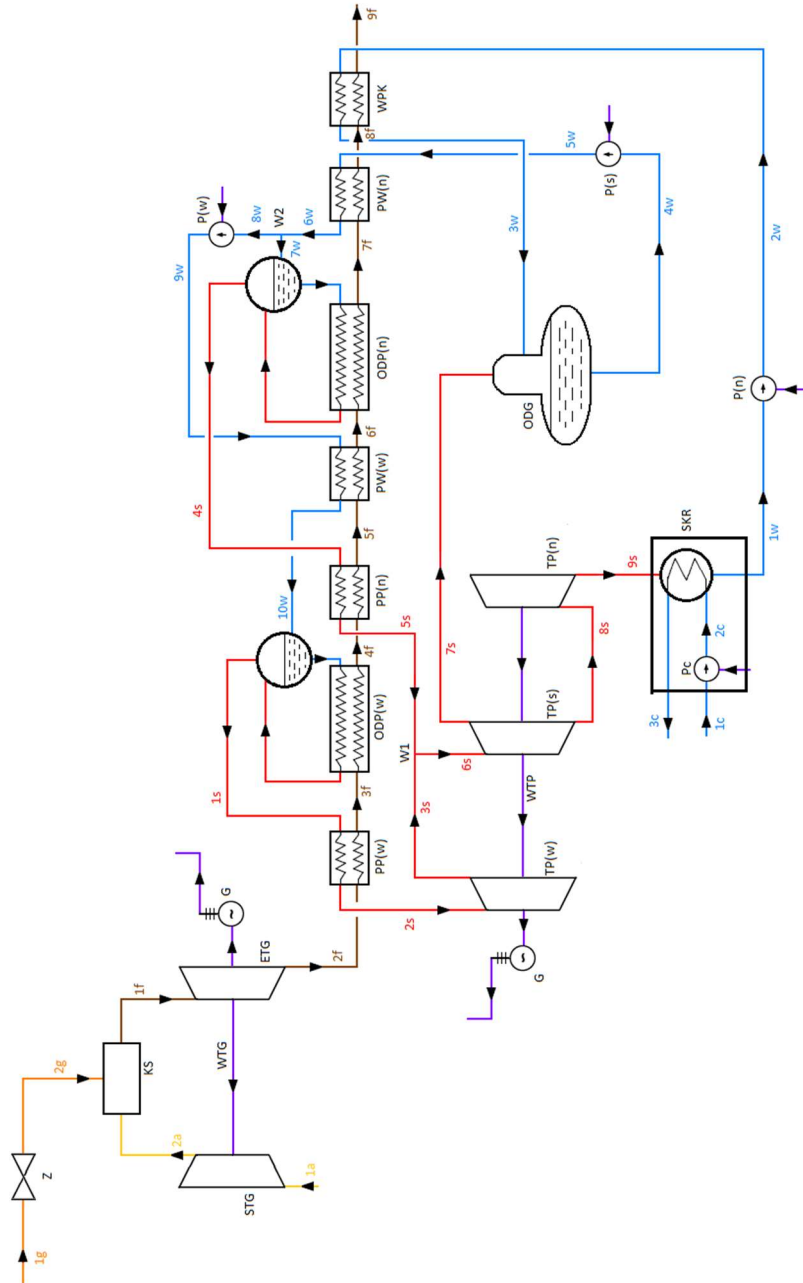 1g
Z
2g
1a
STG
2a
KS
WTG
1f
ETG
G
2f
PP(w)
3f
ODP(w)
4f
PP(n)
5f
PW(w)
6f
ODP(n)
7f
PW(n)
8f
WPK
9f
1s
10w
4s
9w
P(w)
8w
W2
7w
6w
G
2s
TP(w)
3s
WTP
W1
6s
5s
TP(s)
7s
8s
TP(n)
9s
ODG
3w
4w
P(s)
5w
3c
1c
Pc
2c
SKR
1w
P(n)
2w